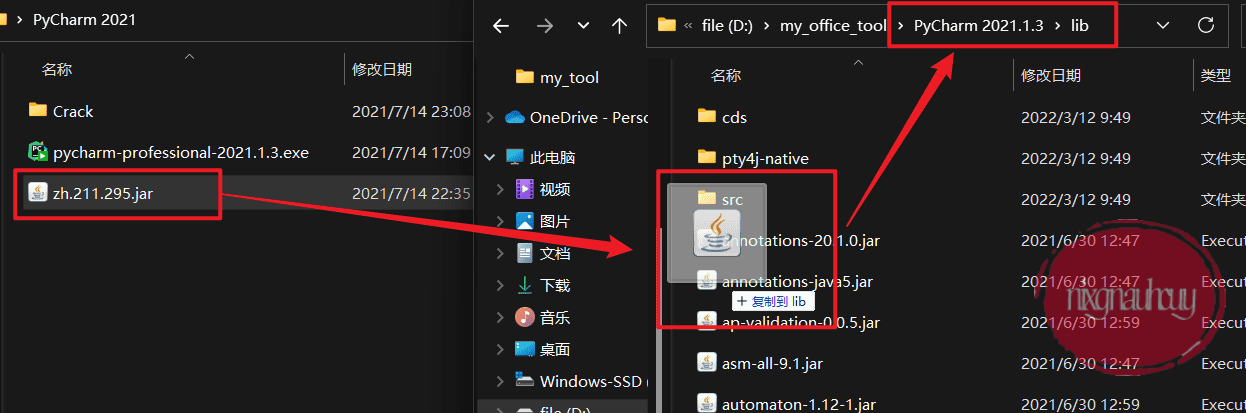 PyCharm 2021
名称 修改日期
Crack 2021/7/14 23:08
pycharm-professional-2021.1.3.exe 2021/7/14 17:09
zh.211.295.jar 2021/7/14 22:35
« file (D:) › my_office_tool › PyCharm 2021.1.3 › lib
my_tool
OneDrive - Perso
此电脑
视频
图片
文档
下载
音乐
桌面
Windows-SSD (
file (D:)
名称 修改日期 类型
cds 2022/3/12 9:49 文件夹
pty4j-native 2022/3/12 9:49 文件夹
src 2022/3/12 9:49 文件夹
annotations-20.1.0.jar 2021/6/30 12:47 Execut
annotations-java5.jar 2021/6/30 12:47 Execut
+ 复制到 lib
ap-validation-0.0.5.jar 2021/6/30 12:59 Execut
asm-all-9.1.jar 2021/6/30 12:47 Execut
automaton-1.12-1.jar 2021/6/30 12:59 Execut